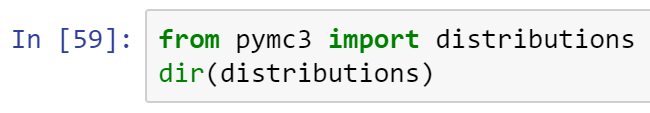 In [59]: from pymc3 import distributions
dir(distributions)